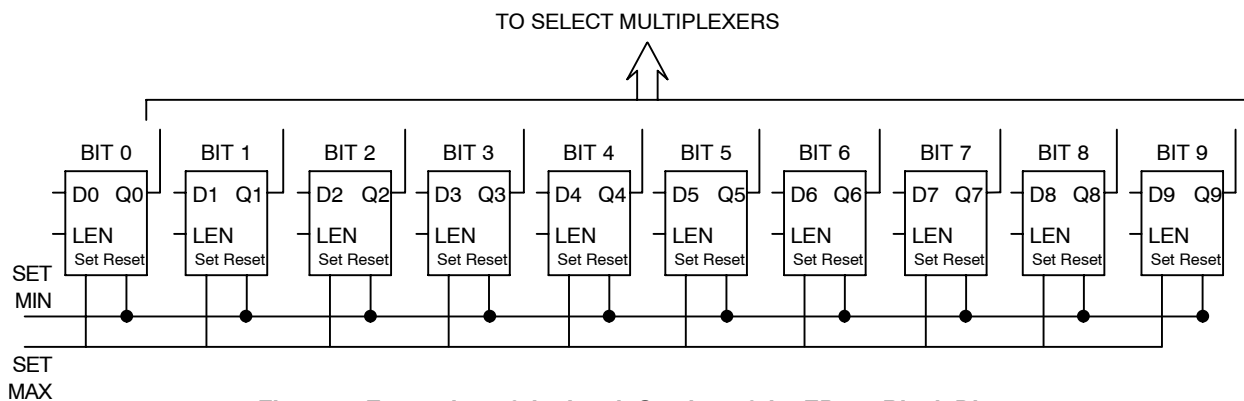 TO SELECT MULTIPLEXERS
BIT 0 BIT 1 BIT 2 BIT 3 BIT 4 BIT 5 BIT 6 BIT 7 BIT 8 BIT 9
D0 Q0 D1 Q1 D2 Q2 D3 Q3 D4 Q4 D5 Q5 D6 Q6 D7 Q7 D8 Q8 D9 Q9
LEN LEN LEN LEN LEN LEN LEN LEN LEN LEN
Set Reset Set Reset Set Reset Set Reset Set Reset Set Reset Set Reset Set Reset Set Reset Set Reset
SET
MIN
SET
MAX